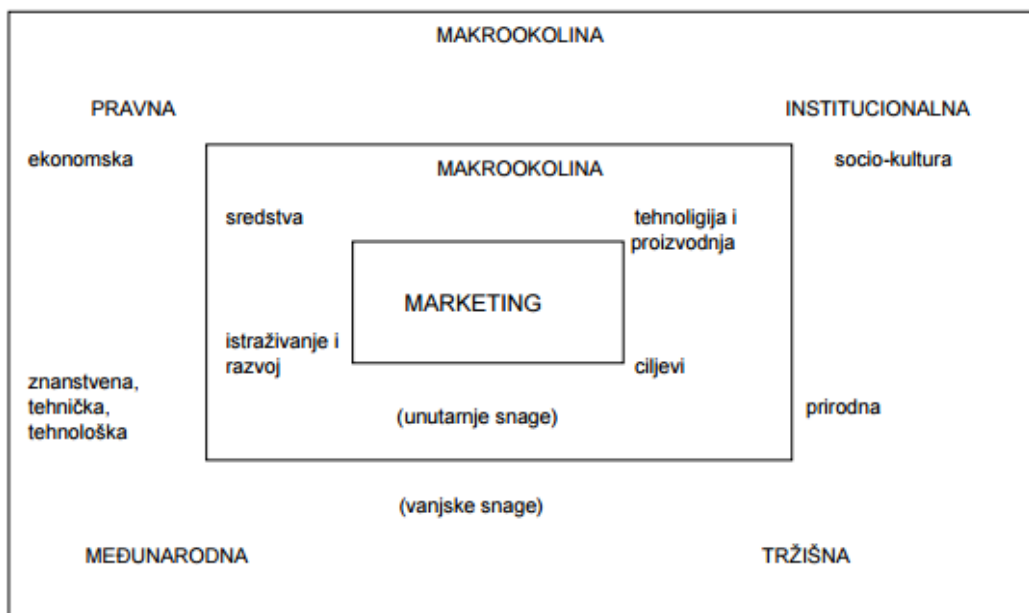 MAKROOKOLINA
PRAVNA
INSTITUCIONALNA
ekonomska
socio-kultura
MAKROOKOLINA
sredstva
tehnoligija i
proizvodnja
MARKETING
istraživanje i
razvoj
ciljevi
znanstvena,
tehnička,
tehnološka
prirodna
(unutarnje snage)
(vanjske snage)
MEĐUNARODNA
TRŽIŠNA